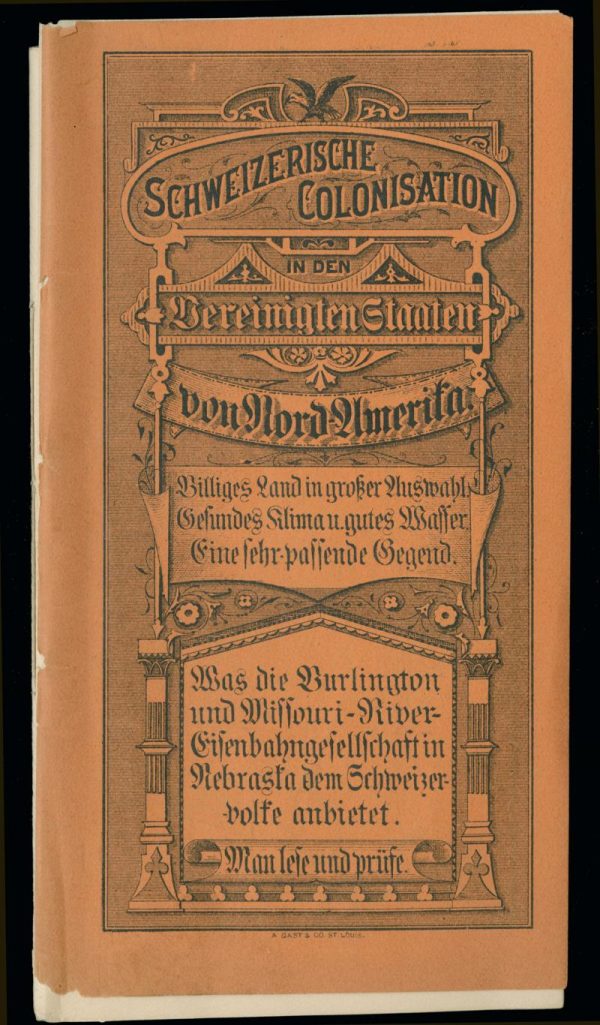 SCHWEIZERISCHE
COLONISATION
IN DEN
Vereinigten Staaten
von Nord-Amerika.
Billiges Land in großer Auswahl.
Gesundes Klima u. gutes Wasser.
Eine sehr passende Gegend.
Was die Burlington
und Missouri-River-
Eisenbahngesellschaft in
Nebraska dem Schweizer-
volke anbietet.
Man lese und prüfe.
A. GAST & CO. ST. LOUIS.